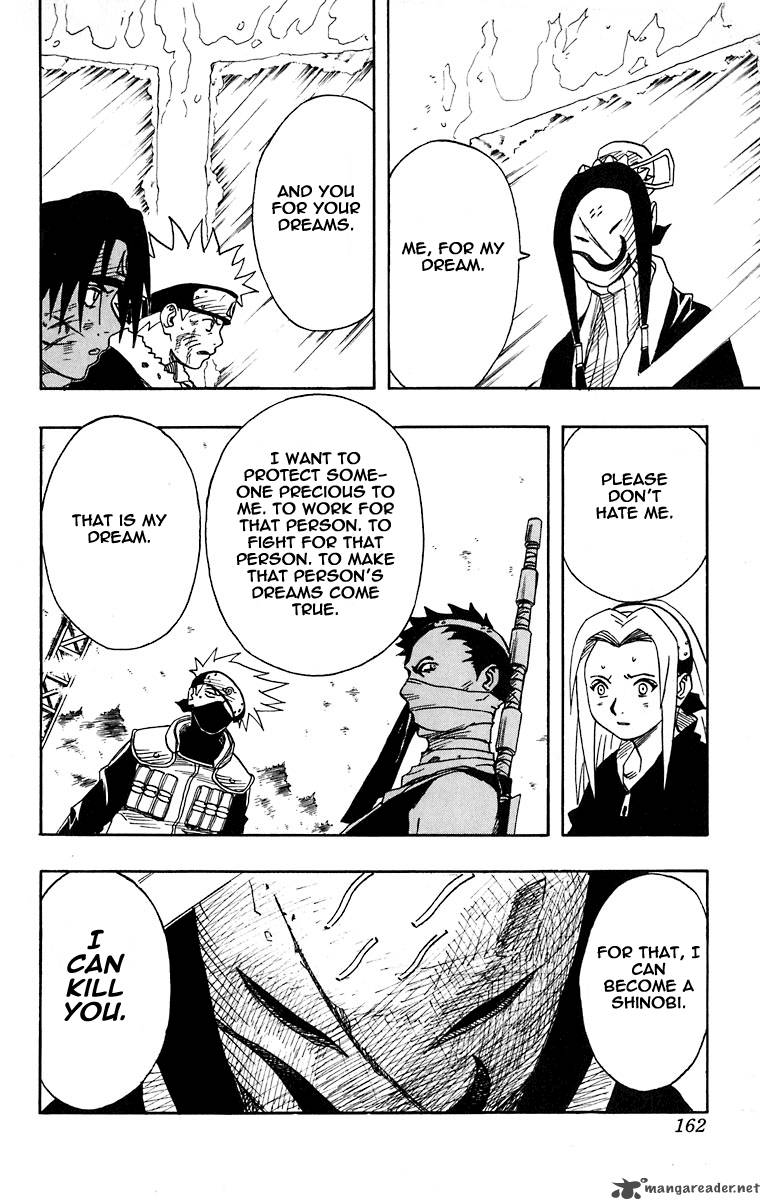 ME, FOR MY
DREAM.
AND YOU
FOR YOUR
DREAMS.
PLEASE
DON'T
HATE ME.
I WANT TO
PROTECT SOME-
ONE PRECIOUS TO
ME. TO WORK FOR
THAT PERSON. TO
FIGHT FOR THAT
PERSON. TO MAKE
THAT PERSON'S
DREAMS COME
TRUE.
THAT IS MY
DREAM.
FOR THAT, I
CAN
BECOME A
SHINOBI.
I
CAN
KILL
YOU.
162
mangareader.net